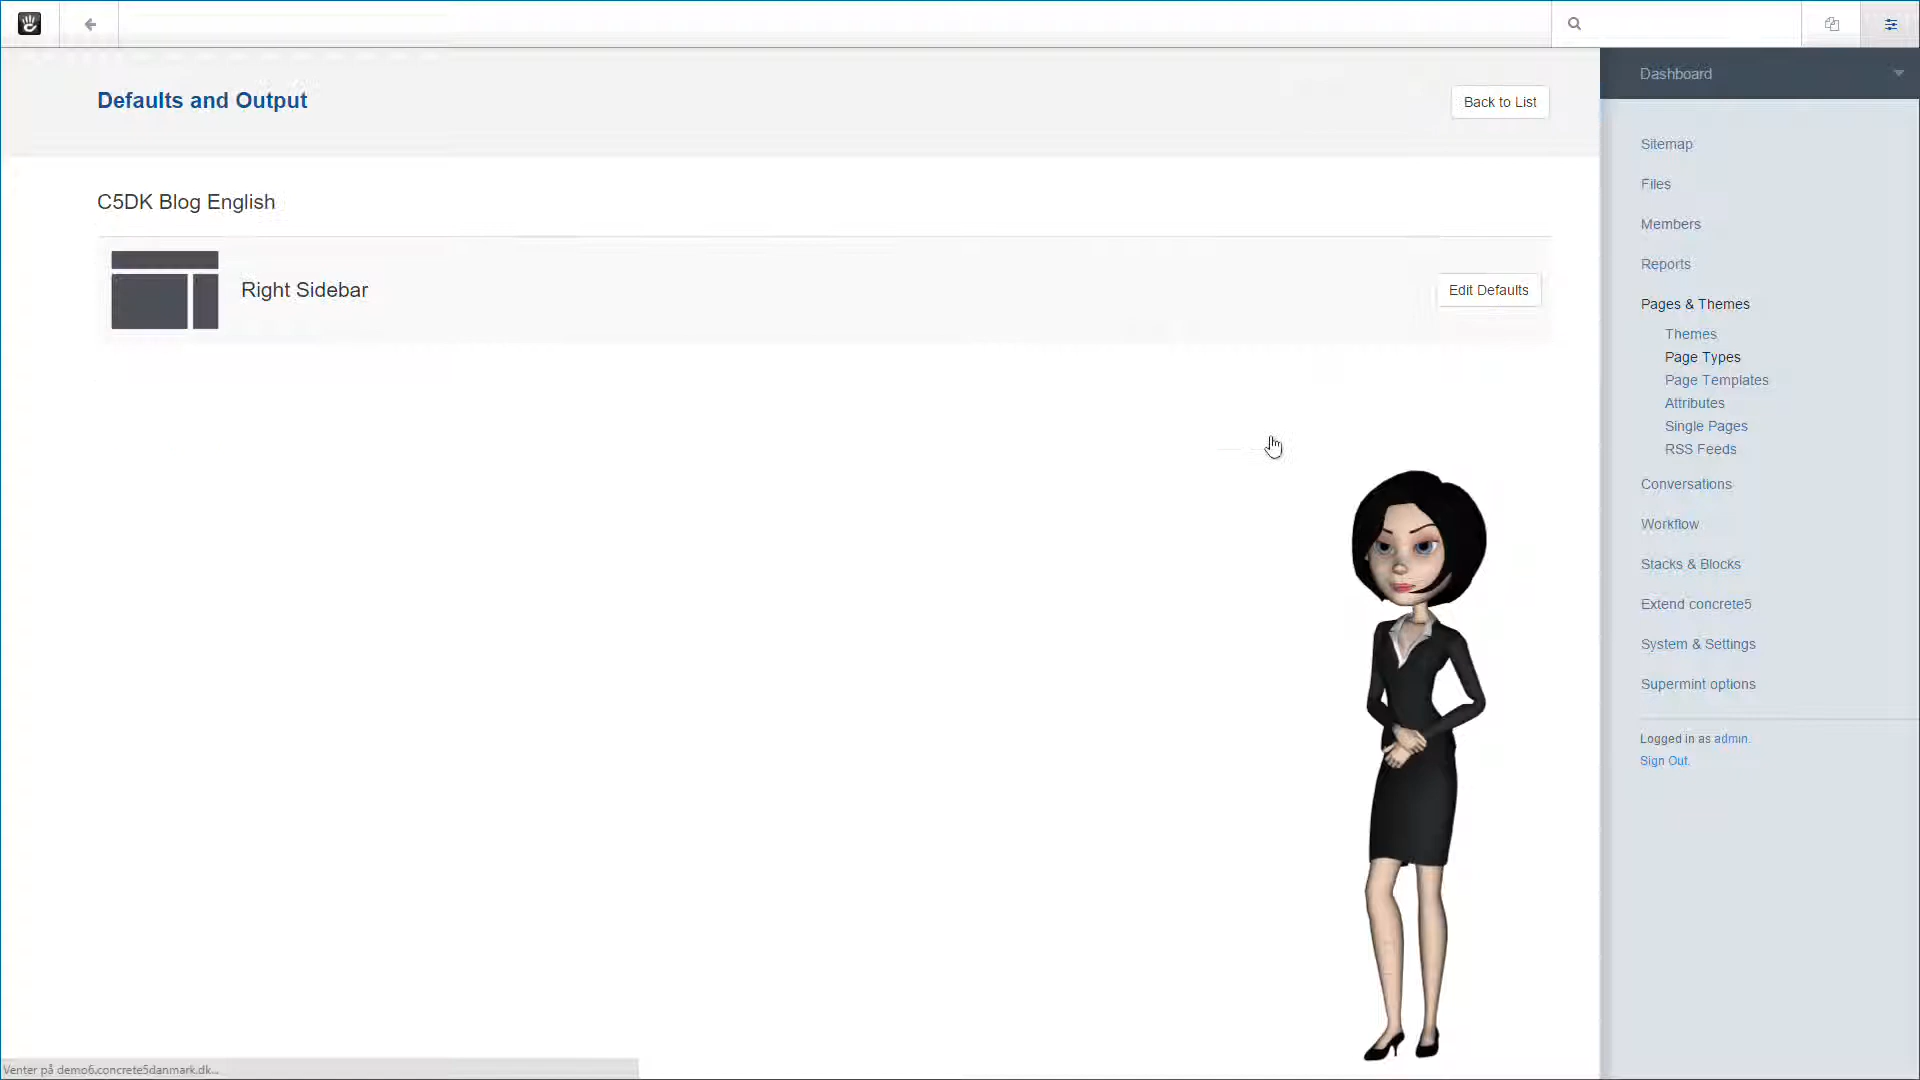 Dashboard
Defaults and Output
Back to List
C5DK Blog English
Right Sidebar
Edit Defaults
Sitemap
Files
Members
Reports
Pages & Themes
Themes
Page Types
Page Templates
Attributes
Single Pages
RSS Feeds
Conversations
Workflow
Stacks & Blocks
Extend concrete5
System & Settings
Supermint options
Logged in as admin.
Sign Out.
Venter på demo6.concrete5danmark.dk...